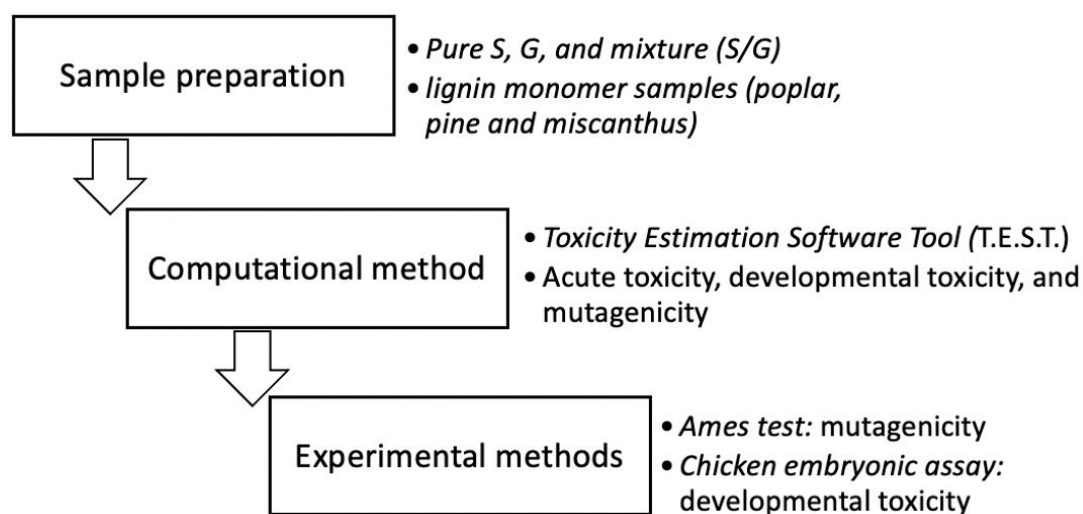 Sample preparation
• Pure S, G, and mixture (S/G)
• lignin monomer samples (poplar,
pine and miscanthus)
Computational method
• Toxicity Estimation Software Tool (T.E.S.T.)
• Acute toxicity, developmental toxicity, and
mutagenicity
Experimental methods
• Ames test: mutagenicity
• Chicken embryonic assay:
developmental toxicity